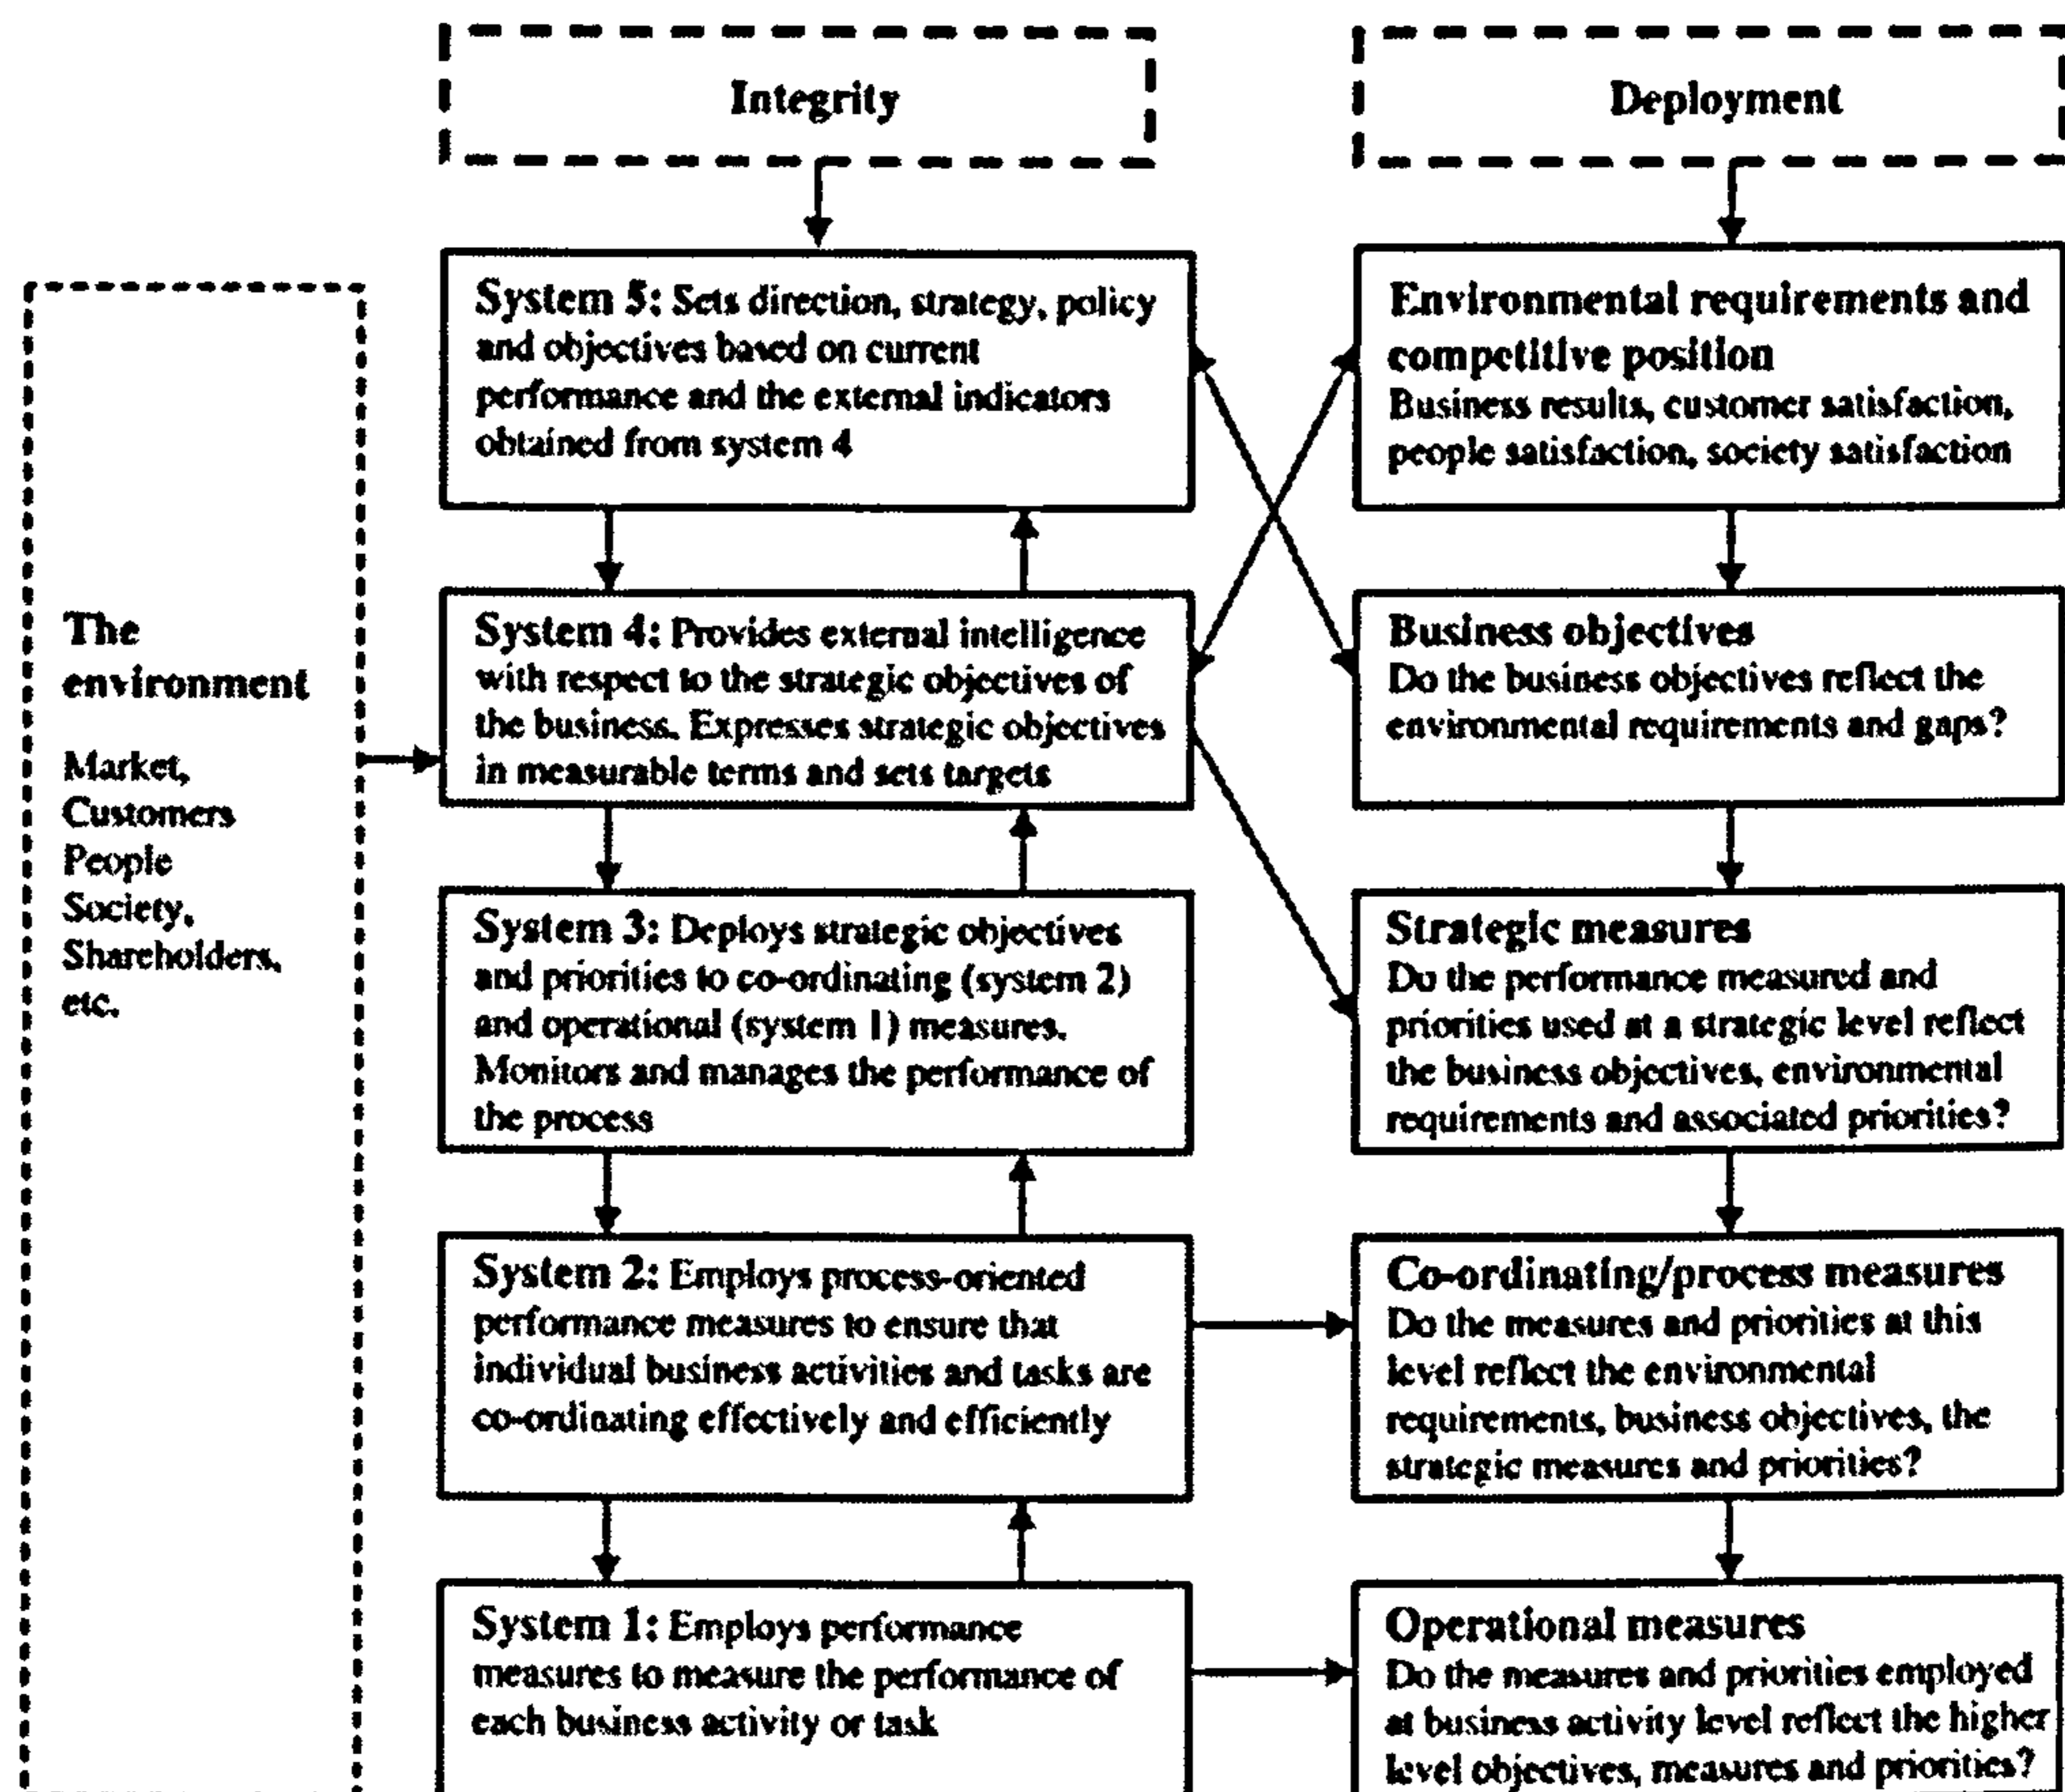 Integrity
Deployment
The
environment
Market,
Customers
People
Society,
Shareholders,
etc.
System 5: Sets direction, strategy, policy
and objectives based on current
performance and the external indicators
obtained from system 4
System 4: Provides external intelligence
with respect to the strategic objectives of
the business. Expresses strategic objectives
in measurable terms and sets targets
System 3: Deploys strategic objectives
and priorities to co-ordinating (system 2)
and operational (system 1) measures.
Monitors and manages the performance of
the process
System 2: Employs process-oriented
performance measures to ensure that
individual business activities and tasks are
co-ordinating effectively and efficiently
System 1: Employs performance
measures to measure the performance of
each business activity or task
Environmental requirements and
competitive position
Business results, customer satisfaction,
people satisfaction, society satisfaction
Business objectives
Do the business objectives reflect the
environmental requirements and gaps?
Strategic measures
Do the performance measured and
priorities used at a strategic level reflect
the business objectives, environmental
requirements and associated priorities?
Co-ordinating/process measures
Do the measures and priorities at this
level reflect the environmental
requirements, business objectives, the
strategic measures and priorities?
Operational measures
Do the measures and priorities employed
at business activity level reflect the higher
level objectives, measures and priorities?